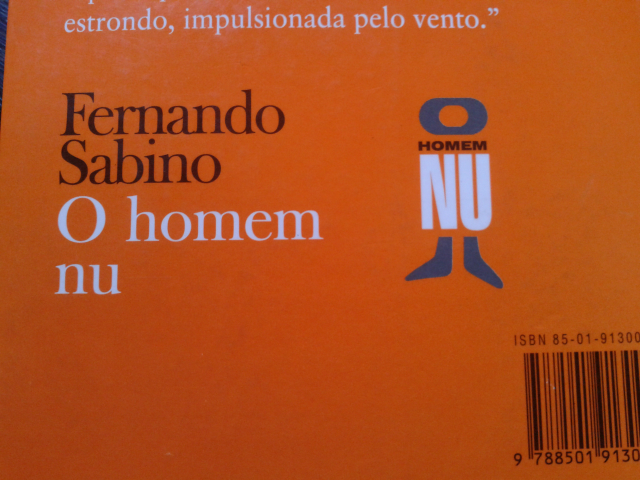 estrondo, impulsionada pelo vento.”
Fernando
Sabino
O homem
nu
O
HOMEM
NU
ISBN 85-01-91300
9 788501 9130